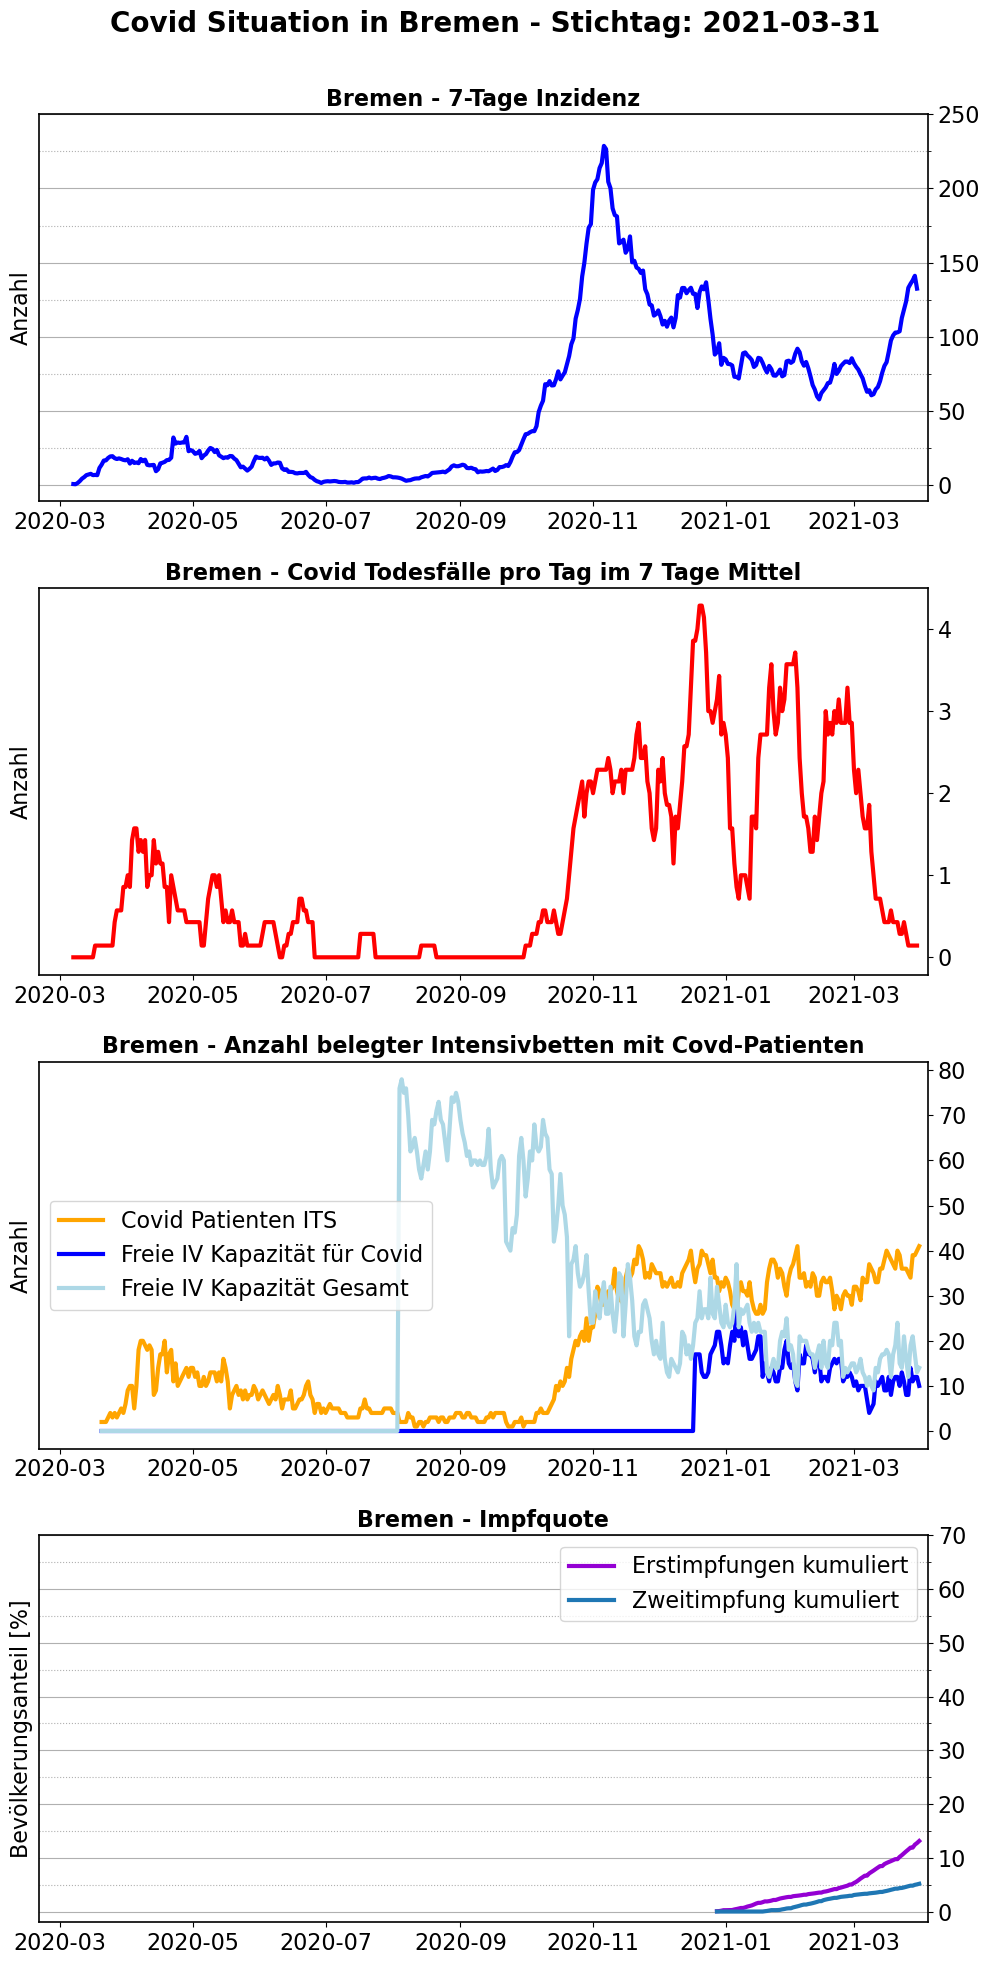 Covid Situation in Bremen - Stichtag: 2021-03-31
Bremen - 7-Tage Inzidenz
Anzahl
250
200
150
100
50
0
2020-03 2020-05 2020-07 2020-09 2020-11 2021-01 2021-03
Bremen - Covid Todesfälle pro Tag im 7 Tage Mittel
Anzahl
4
3
2
1
0
2020-03 2020-05 2020-07 2020-09 2020-11 2021-01 2021-03
Bremen - Anzahl belegter Intensivbetten mit Covd-Patienten
Anzahl
Covid Patienten ITS
Freie IV Kapazität für Covid
Freie IV Kapazität Gesamt
80
70
60
50
40
30
20
10
0
2020-03 2020-05 2020-07 2020-09 2020-11 2021-01 2021-03
Bremen - Impfquote
Bevölkerungsanteil [%]
Erstimpfungen kumuliert
Zweitimpfung kumuliert
70
60
50
40
30
20
10
0
2020-03 2020-05 2020-07 2020-09 2020-11 2021-01 2021-03